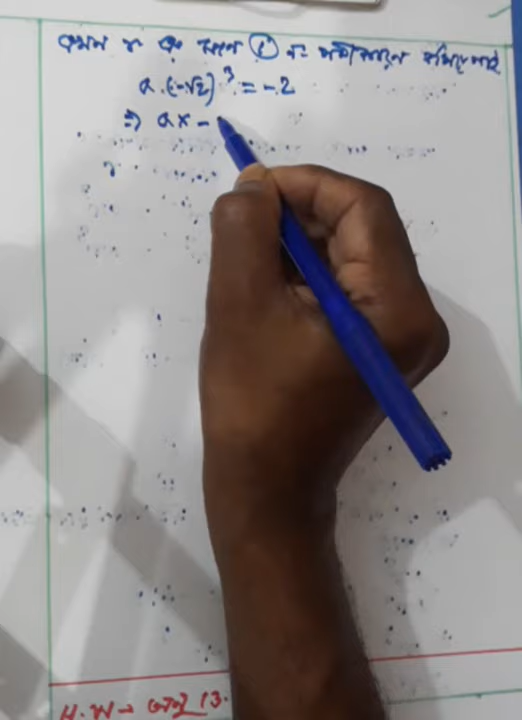 এখন r এর মান ① নং সমীকরণে বসিয়ে পাই
a.(-√2)³ = -2
⇒ a× -
H.W → অনু 13.